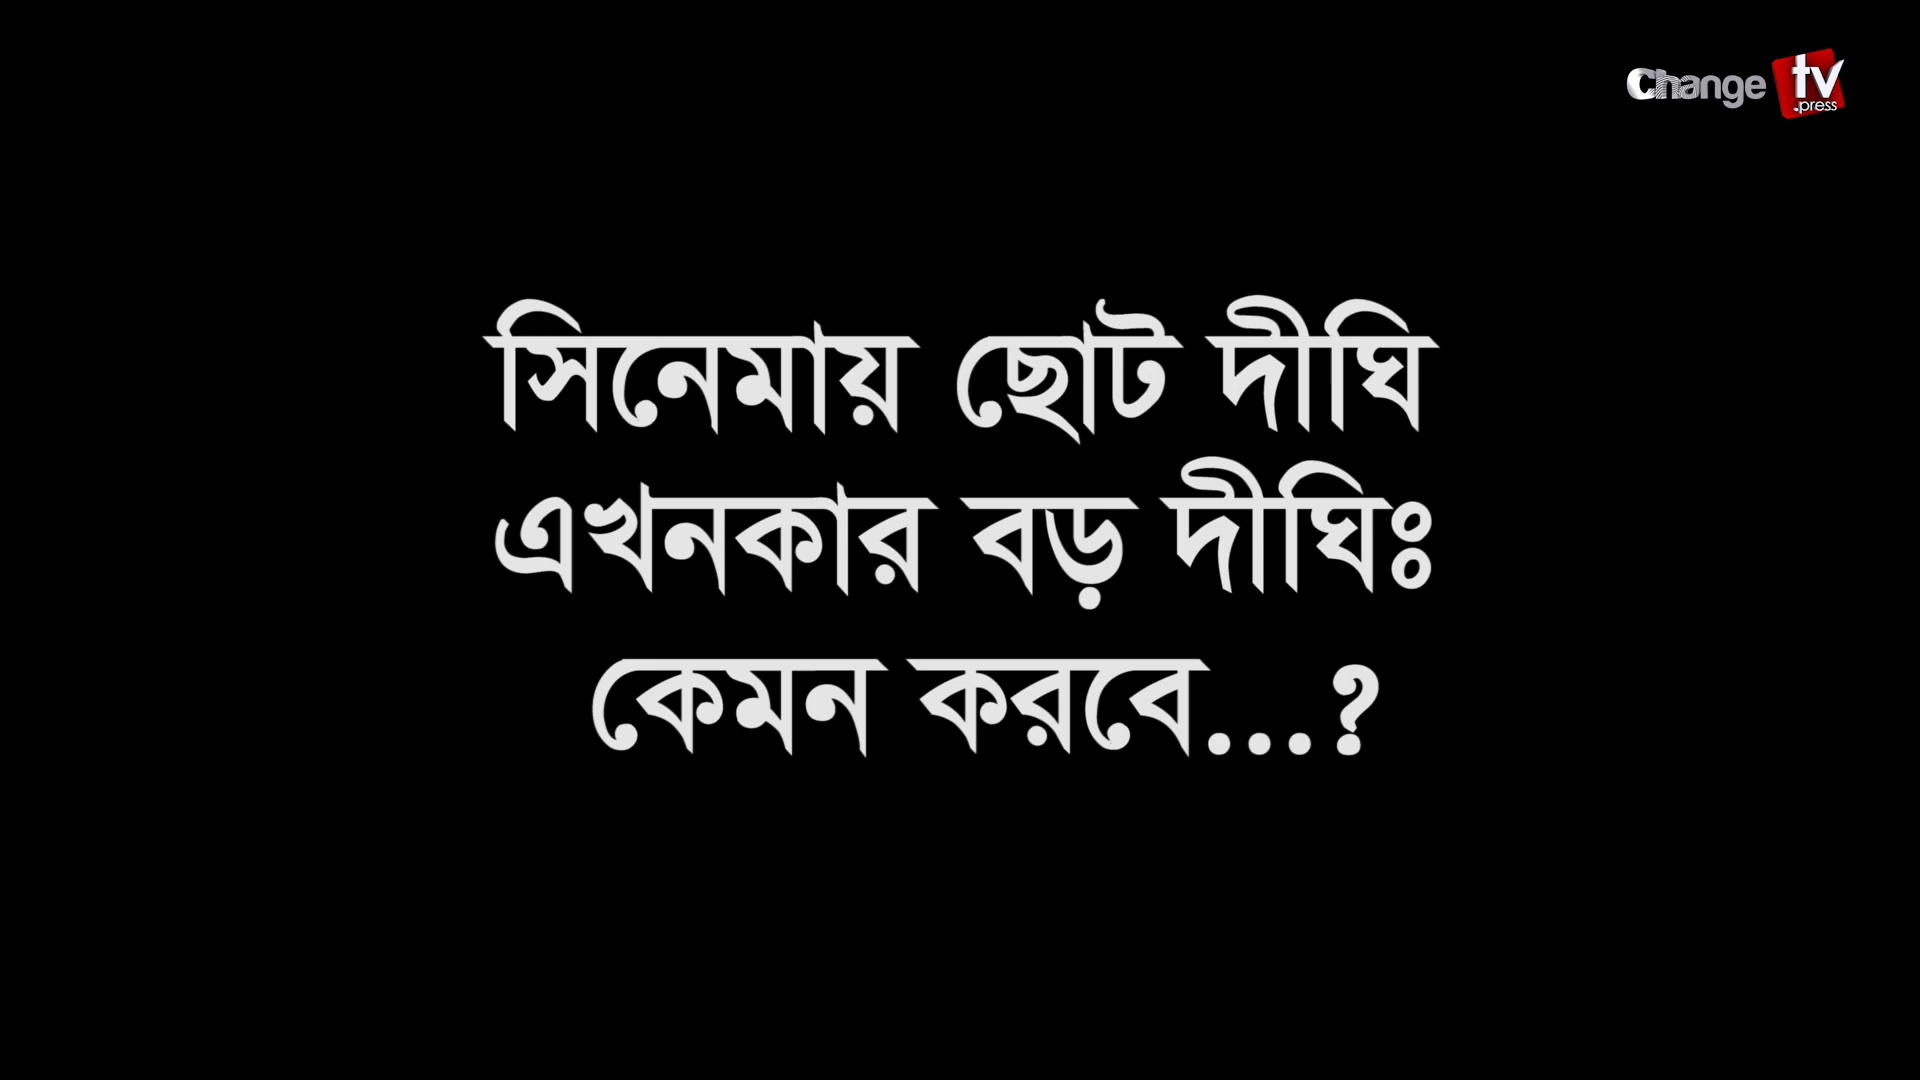 Change tv
.press
সিনেমায় ছোট দীঘি
এখনকার বড় দীঘিঃ
কেমন করবে...?